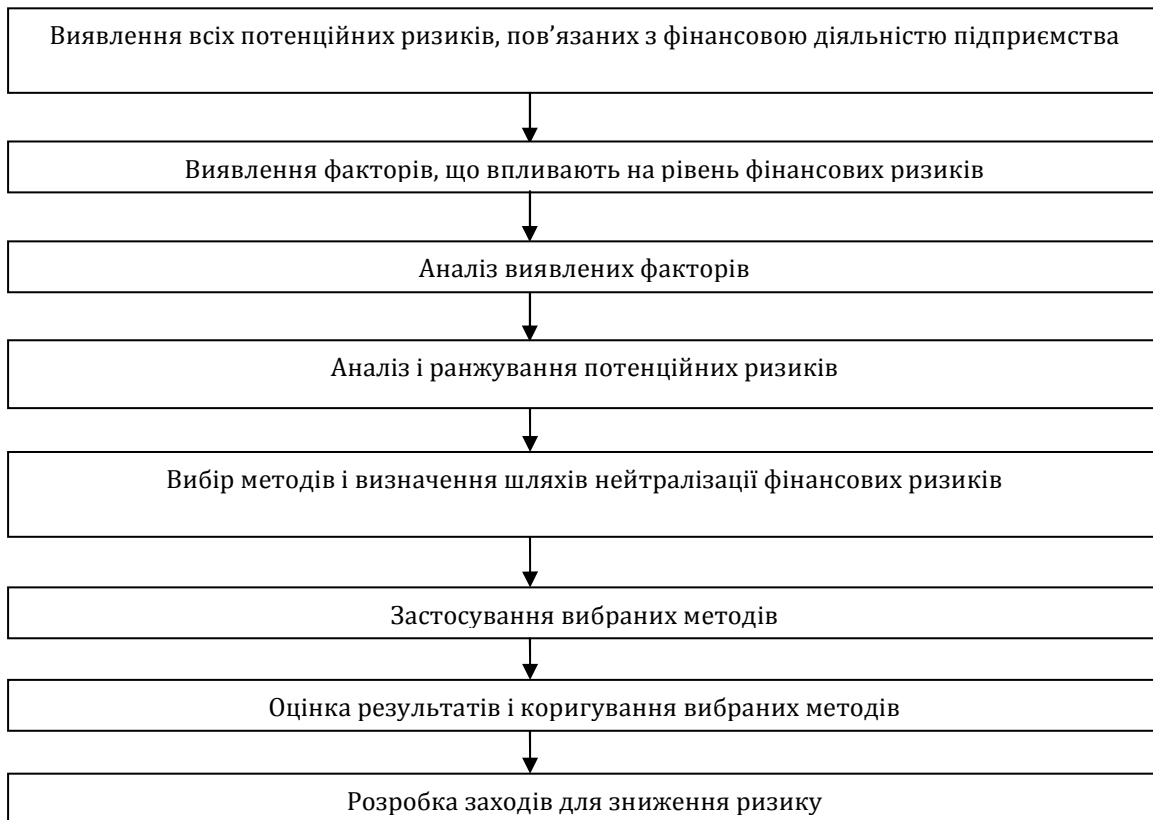 Виявлення всіх потенційних ризиків, пов’язаних з фінансовою діяльністю підприємства
Виявлення факторів, що впливають на рівень фінансових ризиків
Аналіз виявлених факторів
Аналіз і ранжування потенційних ризиків
Вибір методів і визначення шляхів нейтралізації фінансових ризиків
Застосування вибраних методів
Оцінка результатів і коригування вибраних методів
Розробка заходів для зниження ризику